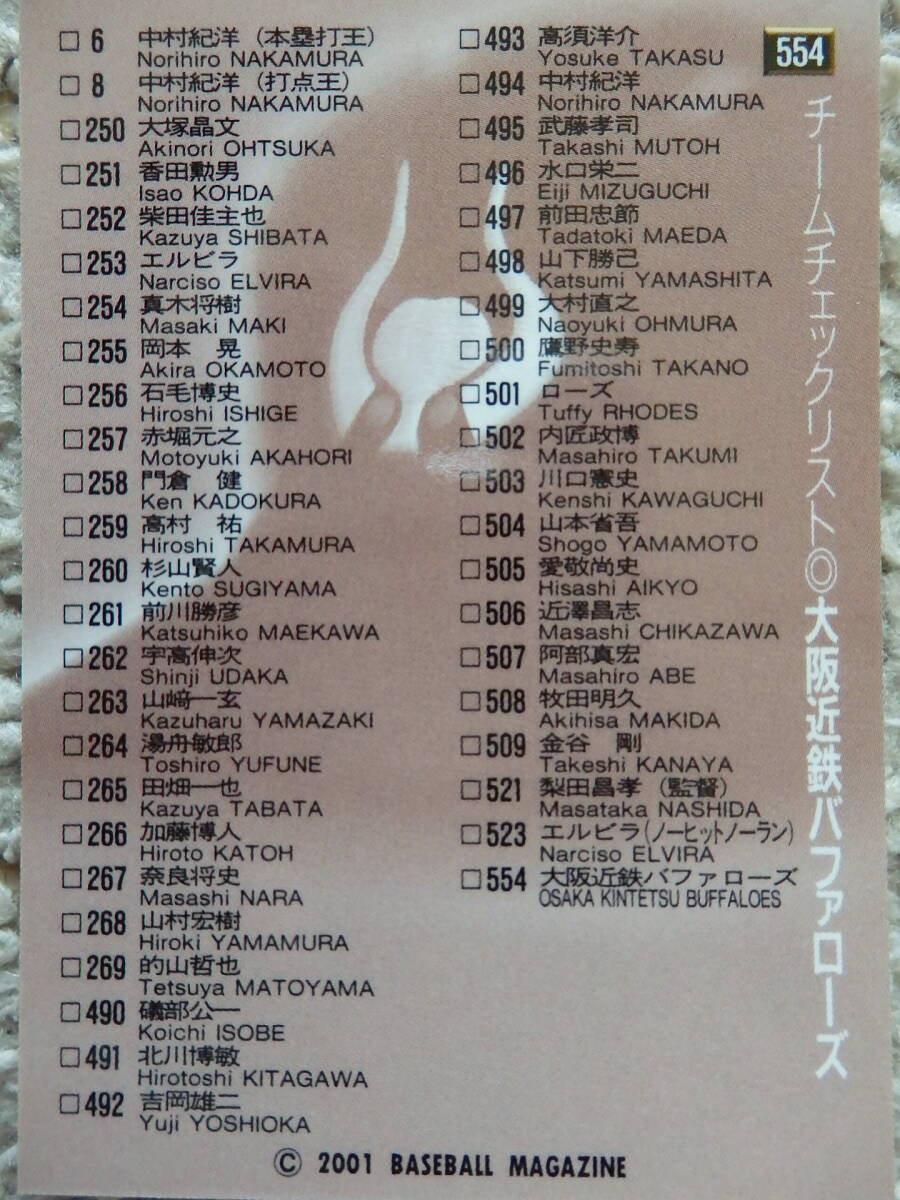 □ 6 中村紀洋（本塁打王）
Norihiro NAKAMURA
□ 8 中村紀洋（打点王）
Norihiro NAKAMURA
□ 250 大塚晶文
Akinori OHTSUKA
□ 251 香田勲男
Isao KOHDA
□ 252 柴田佳主也
Kazuya SHIBATA
□ 253 エルビラ
Narciso ELVIRA
□ 254 真木将樹
Masaki MAKI
□ 255 岡本　晃
Akira OKAMOTO
□ 256 石毛博史
Hiroshi ISHIGE
□ 257 赤堀元之
Motoyuki AKAHORI
□ 258 門倉　健
Ken KADOKURA
□ 259 高村　祐
Hiroshi TAKAMURA
□ 260 杉山賢人
Kento SUGIYAMA
□ 261 前川勝彦
Katsuhiko MAEKAWA
□ 262 宇高伸次
Shinji UDAKA
□ 263 山﨑一玄
Kazuharu YAMAZAKI
□ 264 湯舟敏郎
Toshiro YUFUNE
□ 265 田畑一也
Kazuya TABATA
□ 266 加藤博人
Hiroto KATOH
□ 267 奈良将史
Masashi NARA
□ 268 山村宏樹
Hiroki YAMAMURA
□ 269 的山哲也
Tetsuya MATOYAMA
□ 490 礒部公一
Koichi ISOBE
□ 491 北川博敏
Hirotoshi KITAGAWA
□ 492 吉岡雄二
Yuji YOSHIOKA
□ 493 高須洋介
Yosuke TAKASU
□ 494 中村紀洋
Norihiro NAKAMURA
□ 495 武藤孝司
Takashi MUTOH
□ 496 水口栄二
Eiji MIZUGUCHI
□ 497 前田忠節
Tadatoki MAEDA
□ 498 山下勝己
Katsumi YAMASHITA
□ 499 大村直之
Naoyuki OHMURA
□ 500 鷹野史寿
Fumitoshi TAKANO
□ 501 ローズ
Tuffy RHODES
□ 502 内匠政博
Masahiro TAKUMI
□ 503 川口憲史
Kenshi KAWAGUCHI
□ 504 山本省吾
Shogo YAMAMOTO
□ 505 愛敬尚史
Hisashi AIKYO
□ 506 近澤昌志
Masashi CHIKAZAWA
□ 507 阿部真宏
Masahiro ABE
□ 508 牧田明久
Akihisa MAKIDA
□ 509 金谷　剛
Takeshi KANAYA
□ 521 梨田昌孝（監督）
Masataka NASHIDA
□ 523 エルビラ(ノーヒットノーラン)
Narciso ELVIRA
□ 554 大阪近鉄バファローズ
OSAKA KINTETSU BUFFALOES
554
チームチェックリスト◎大阪近鉄バファローズ
© 2001 BASEBALL MAGAZINE